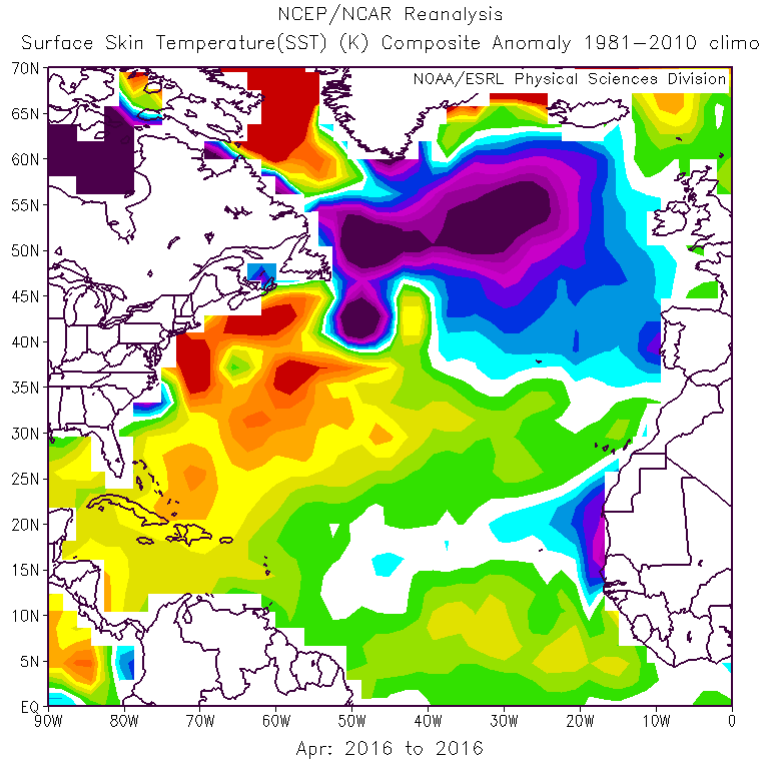 NCEP/NCAR Reanalysis
Surface Skin Temperature(SST) (K) Composite Anomaly 1981−2010 climo
NOAA/ESRL Physical Sciences Division
70N
65N
60N
55N
50N
45N
40N
35N
30N
25N
20N
15N
10N
5N
EQ
90W 80W 70W 60W 50W 40W 30W 20W 10W 0
Apr: 2016 to 2016